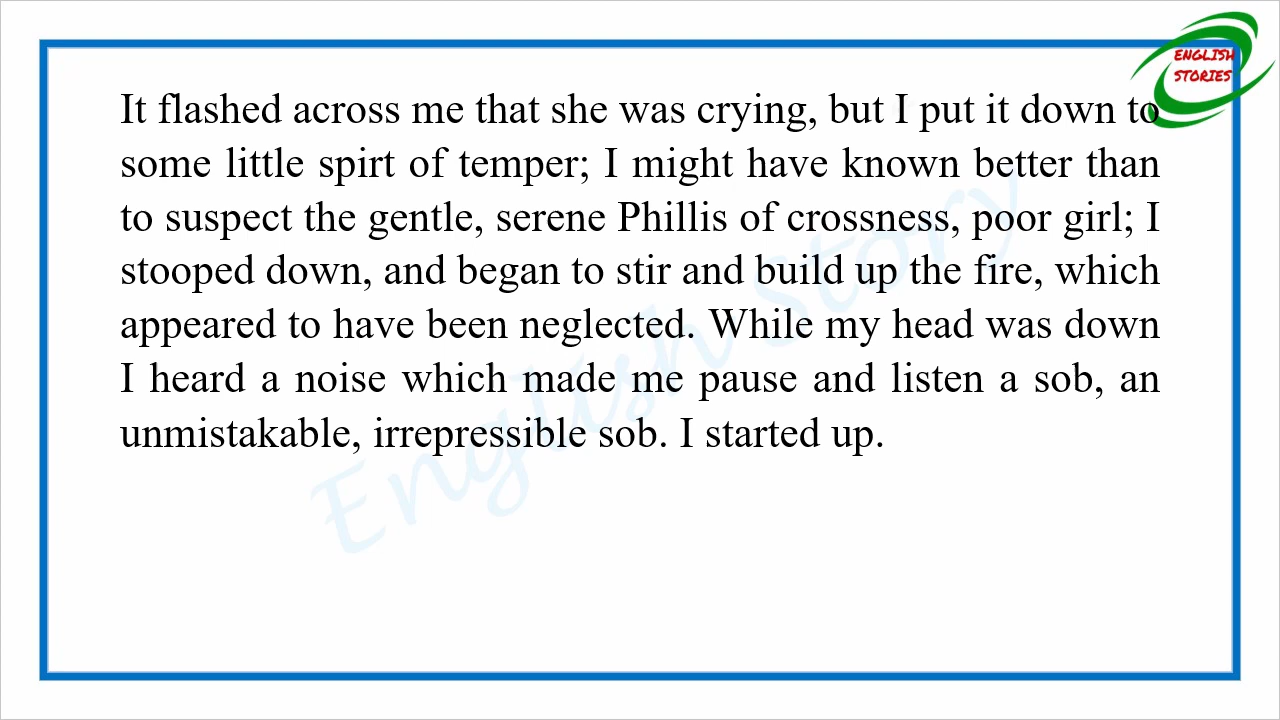 ENGLISH
STORIES
It flashed across me that she was crying, but I put it down to
some little spirt of temper; I might have known better than
to suspect the gentle, serene Phillis of crossness, poor girl; I
stooped down, and began to stir and build up the fire, which
appeared to have been neglected. While my head was down
I heard a noise which made me pause and listen a sob, an
unmistakable, irrepressible sob. I started up.
English Story